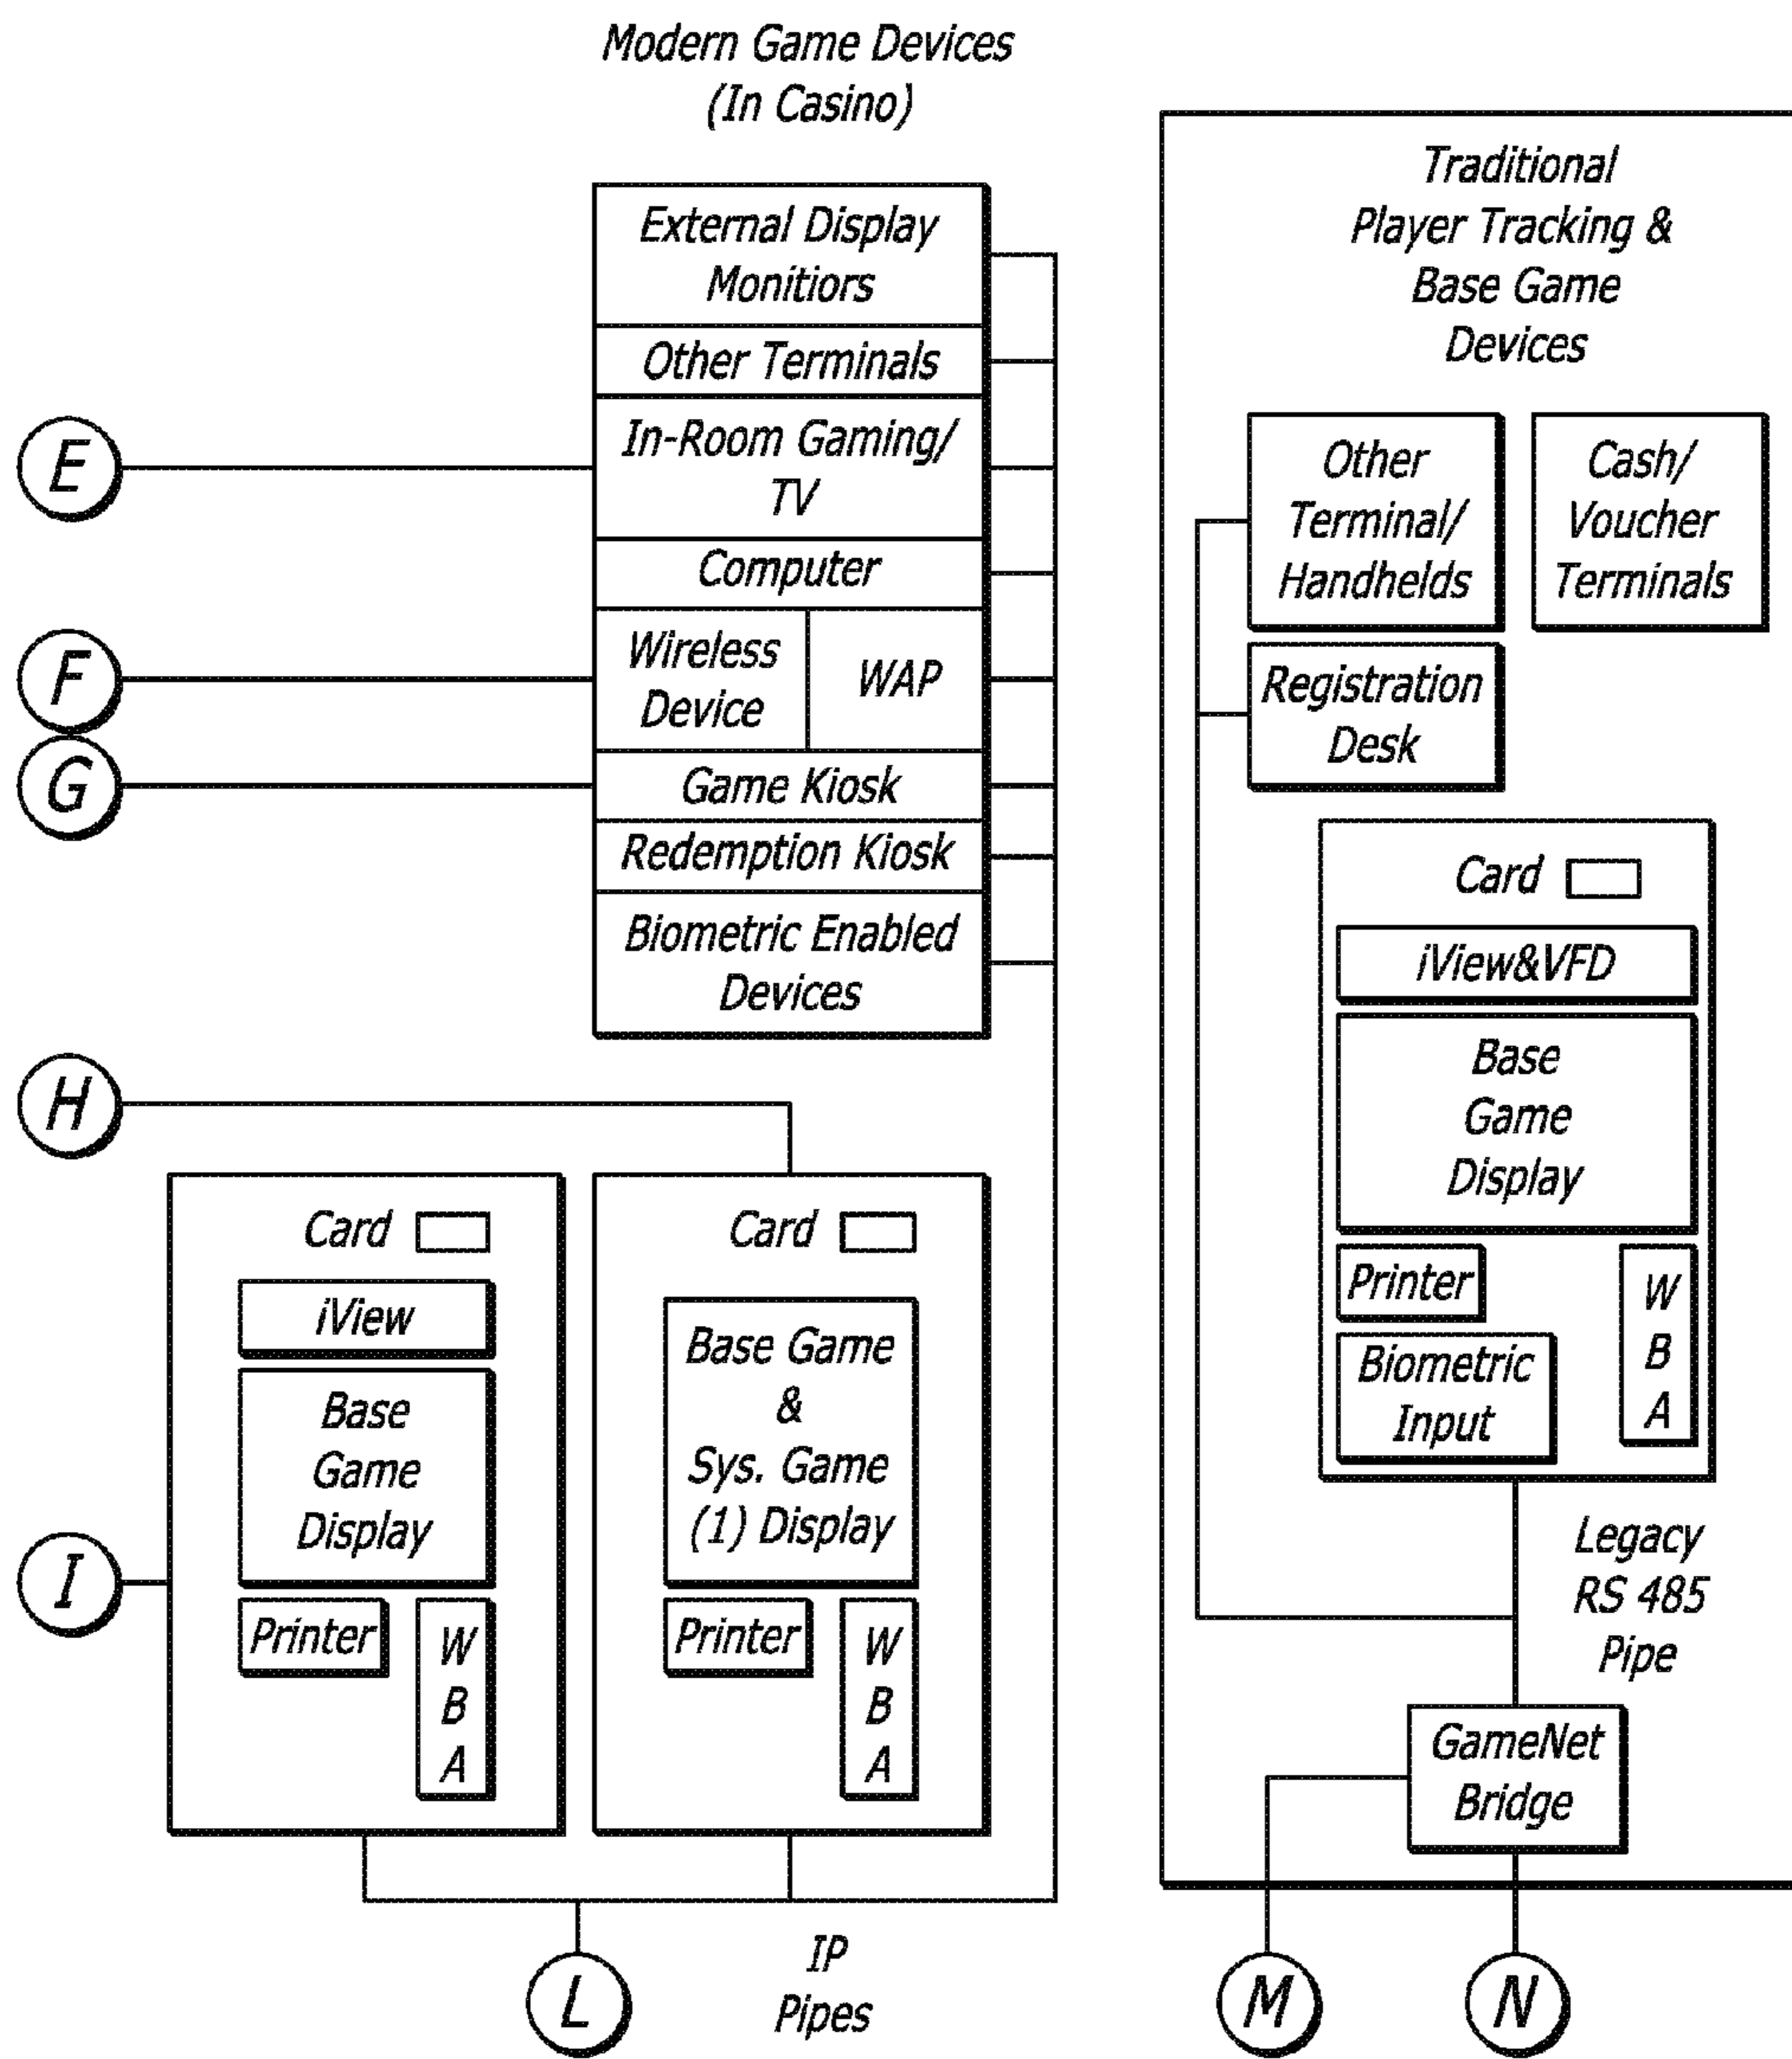 Modern Game Devices
(In Casino)
External Display
Monitiors
Other Terminals
In-Room Gaming/
TV
Computer
Wireless
Device
WAP
Game Kiosk
Redemption Kiosk
Biometric Enabled
Devices
E
F
G
H
I
Card
iView
Base
Game
Display
Printer
W
B
A
Card
Base Game
&
Sys. Game
(1) Display
Printer
W
B
A
L
IP
Pipes
Traditional
Player Tracking &
Base Game
Devices
Other
Terminal/
Handhelds
Cash/
Voucher
Terminals
Registration
Desk
Card
iView&VFD
Base
Game
Display
Printer
Biometric
Input
W
B
A
Legacy
RS 485
Pipe
GameNet
Bridge
M
N